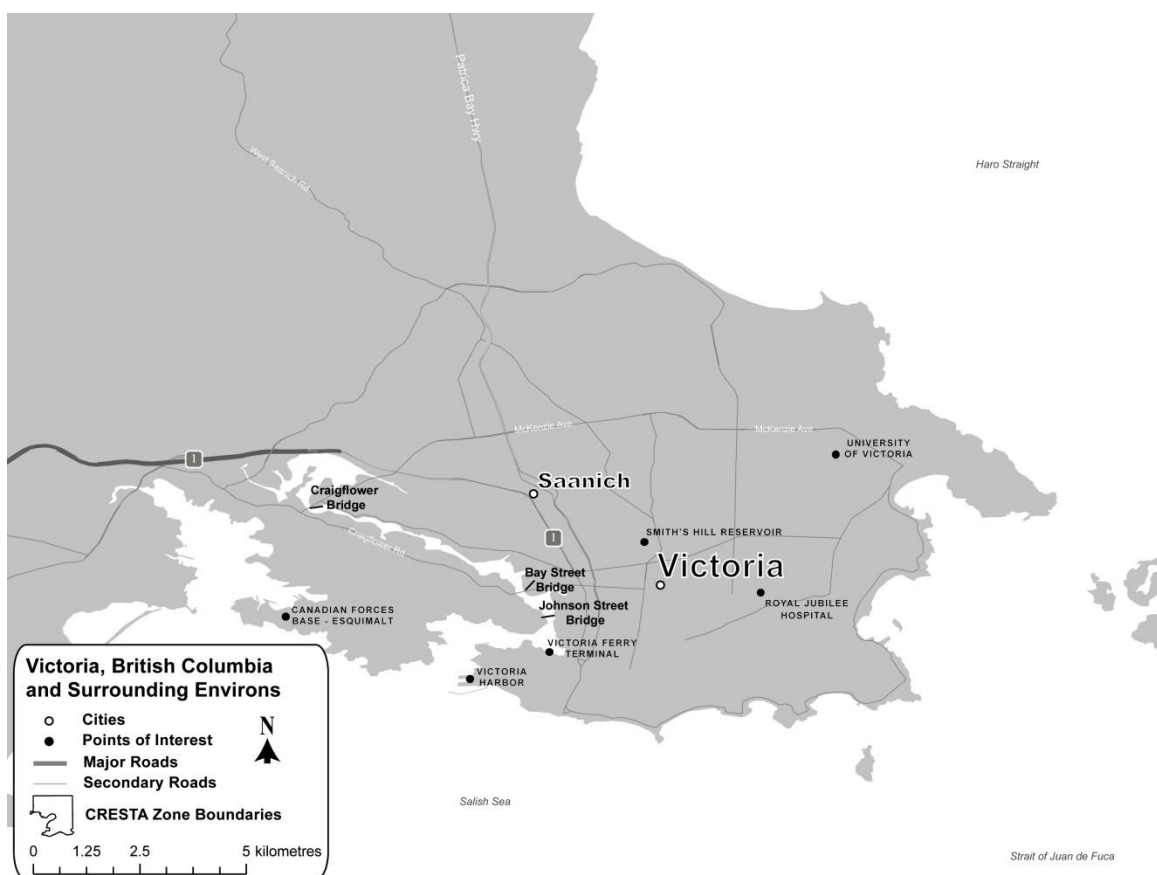 Patrica Bay Hwy
West Saanich Rd
Haro Straight
McKenzie Ave
McKenzie Ave
UNIVERSITY
OF VICTORIA
1
Saanich
Craigflower
Bridge
1
SMITH'S HILL RESERVOIR
Craigflower Rd
Victoria
Bay Street
Bridge
ROYAL JUBILEE
HOSPITAL
CANADIAN FORCES
BASE - ESQUIMALT
Johnson Street
Bridge
VICTORIA FERRY
TERMINAL
VICTORIA
HARBOR
Victoria, British Columbia
and Surrounding Environs
Cities
Points of Interest
Major Roads
Secondary Roads
CRESTA Zone Boundaries
N
0 1.25 2.5 5 kilometres
Salish Sea
Strait of Juan de Fuca